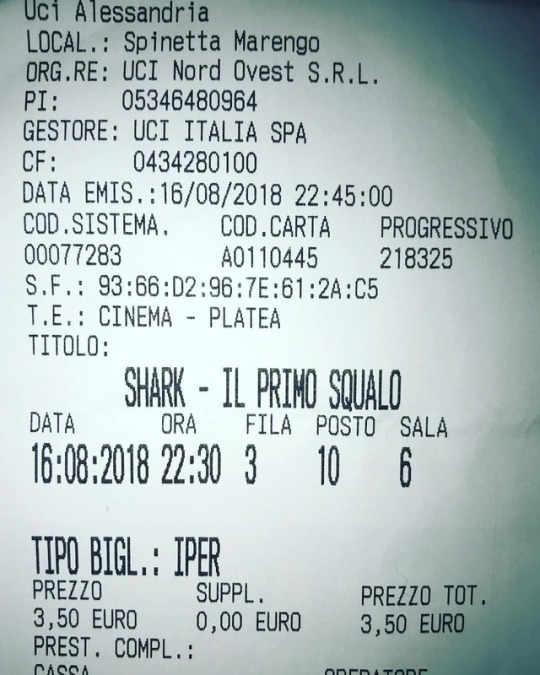 Uci Alessandria
LOCAL.: Spinetta Marengo
ORG.RE: UCI Nord Ovest S.R.L.
PI: 05346480964
GESTORE: UCI ITALIA SPA
CF: 0434280100
DATA EMIS.:16/08/2018 22:45:00
COD.SISTEMA. COD.CARTA PROGRESSIVO
00077283 A0110445 218325
S.F.: 93:66:D2:96:7E:61:2A:C5
T.E.: CINEMA - PLATEA
TITOLO:
SHARK - IL PRIMO SQUALO
DATA ORA FILA POSTO SALA
16:08:2018 22:30 3 10 6
TIPO BIGL.: IPER
PREZZO SUPPL. PREZZO TOT.
3,50 EURO 0,00 EURO 3,50 EURO
PREST. COMPL.:
CASSA OPERATORE